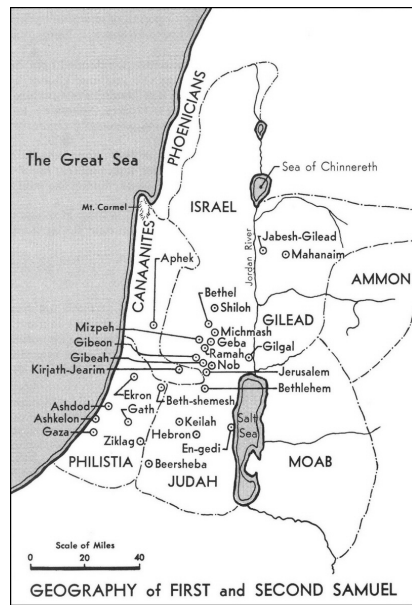 PHOENICIANS
The Great Sea
Sea of Chinnereth
Mt. Carmel
ISRAEL
CANAANITES
Aphek
Jordan River
Jabesh-Gilead
Mahanaim
AMMON
Bethel
Shiloh
GILEAD
Mizpeh
Michmash
Gibeon
Geba
Ramah
Gilgal
Gibeah
Nob
Kirjath-Jearim
Jerusalem
Bethlehem
Ekron
Beth-shemesh
Ashdod
Gath
Ashkelon
Keilah
Salt
Sea
Gaza
Ziklag
Hebron
En-gedi
PHILISTIA
Beersheba
MOAB
JUDAH
Scale of Miles
0 20 40
GEOGRAPHY of FIRST and SECOND SAMUEL